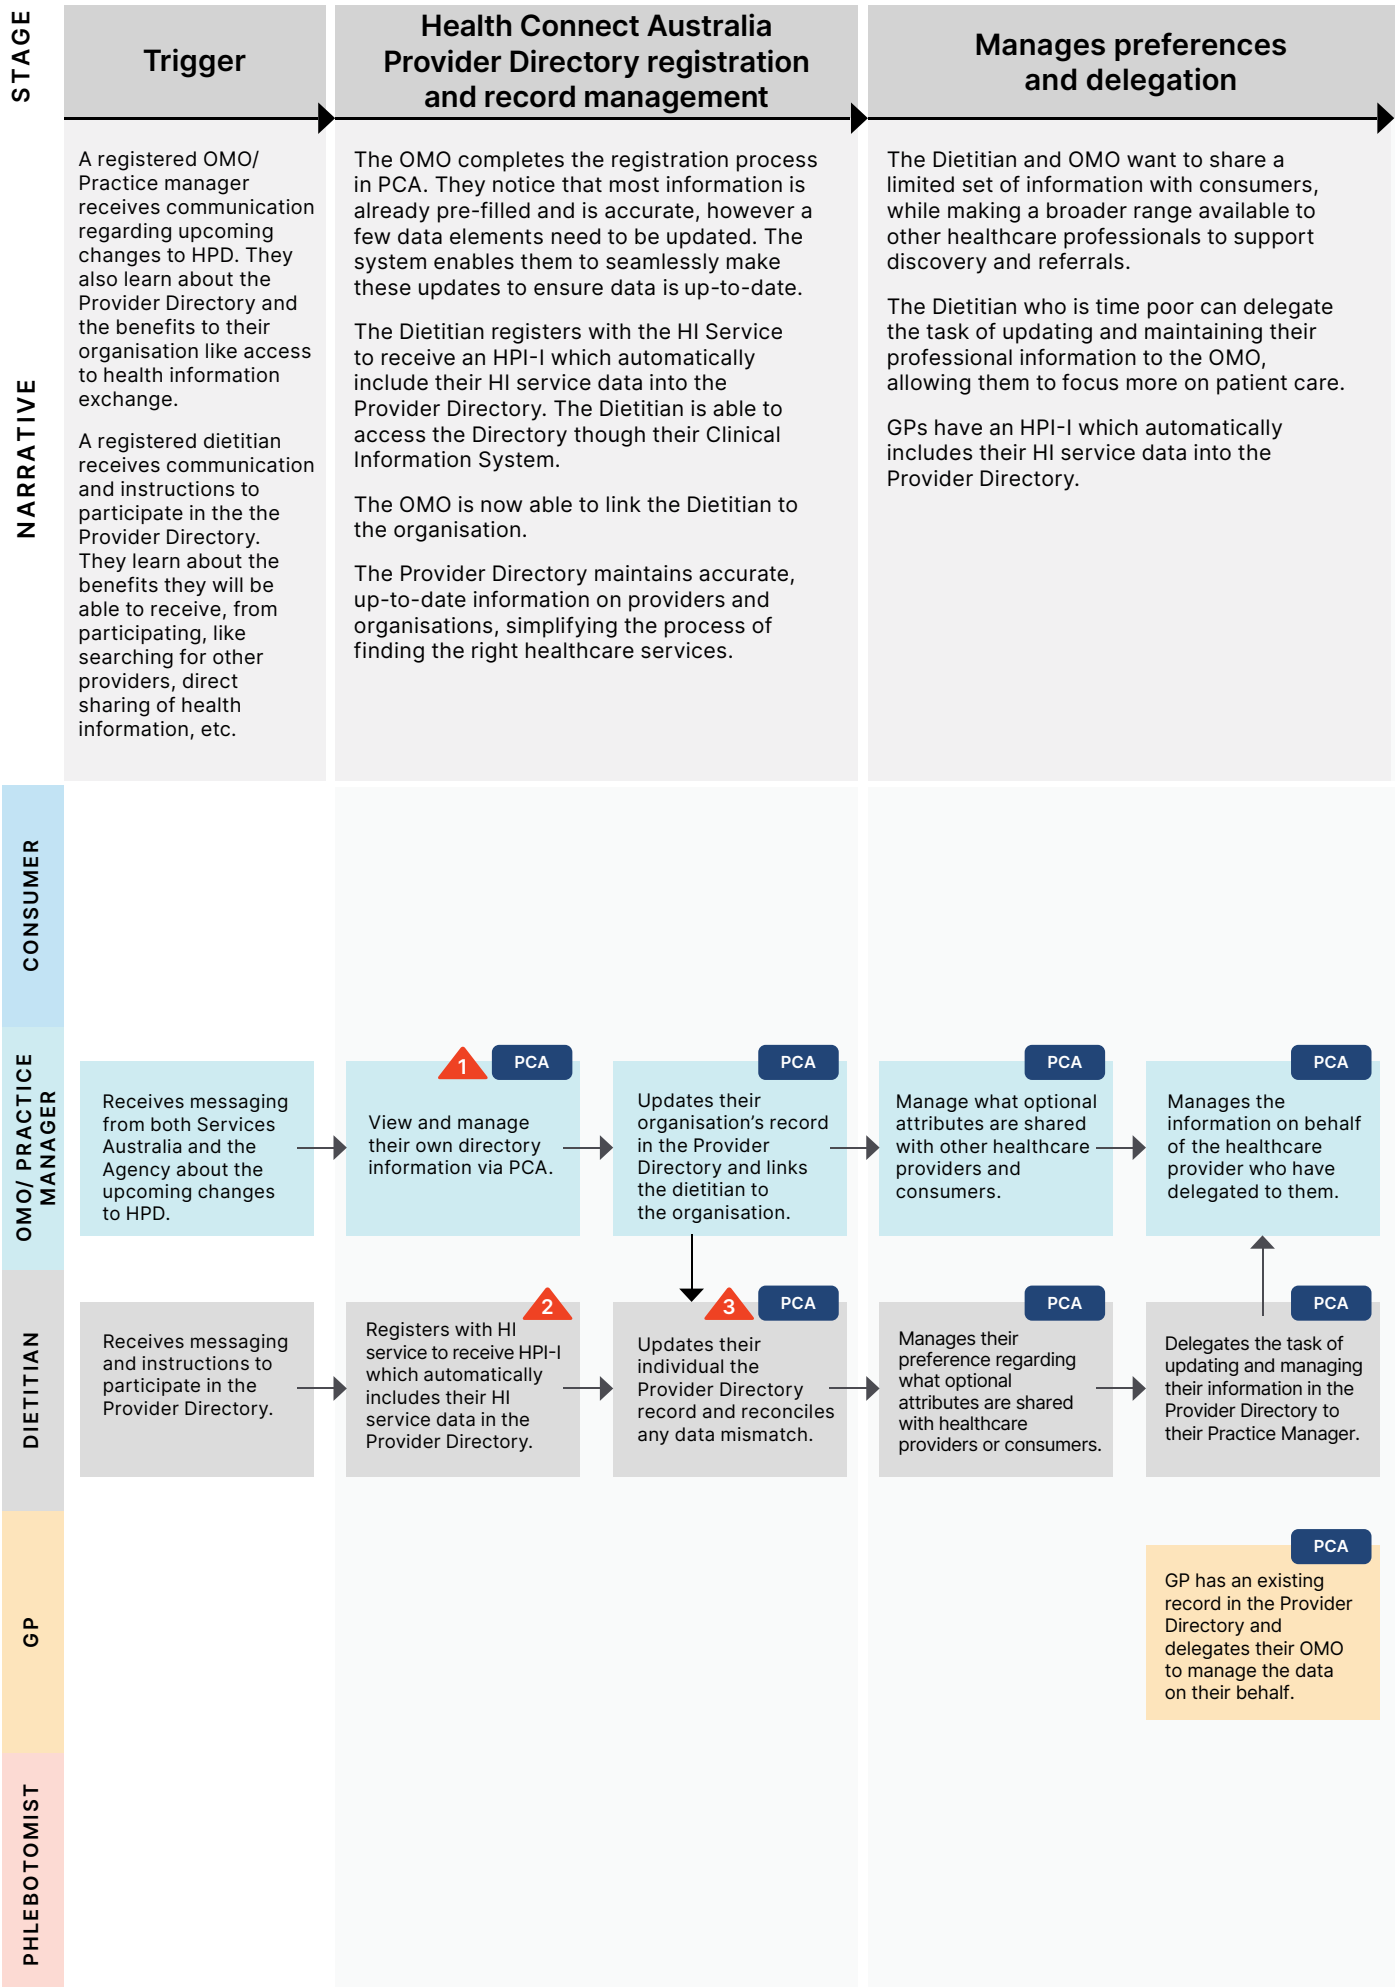 STAGE
Trigger
Health Connect Australia
Provider Directory registration
and record management
Manages preferences
and delegation
NARRATIVE
A registered OMO/
Practice manager
receives communication
regarding upcoming
changes to HPD. They
also learn about the
Provider Directory and
the benefits to their
organisation like access
to health information
exchange.
A registered dietitian
receives communication
and instructions to
participate in the the
Provider Directory.
They learn about the
benefits they will be
able to receive, from
participating, like
searching for other
providers, direct
sharing of health
information, etc.
The OMO completes the registration process
in PCA. They notice that most information is
already pre-filled and is accurate, however a
few data elements need to be updated. The
system enables them to seamlessly make
these updates to ensure data is up-to-date.
The Dietitian registers with the HI Service
to receive an HPI-I which automatically
include their HI service data into the
Provider Directory. The Dietitian is able to
access the Directory though their Clinical
Information System.
The OMO is now able to link the Dietitian to
the organisation.
The Provider Directory maintains accurate,
up-to-date information on providers and
organisations, simplifying the process of
finding the right healthcare services.
The Dietitian and OMO want to share a
limited set of information with consumers,
while making a broader range available to
other healthcare professionals to support
discovery and referrals.
The Dietitian who is time poor can delegate
the task of updating and maintaining their
professional information to the OMO,
allowing them to focus more on patient care.
GPs have an HPI-I which automatically
includes their HI service data into the
Provider Directory.
CONSUMER
OMO/ PRACTICE
MANAGER
Receives messaging
from both Services
Australia and the
Agency about the
upcoming changes
to HPD.
1
PCA
View and manage
their own directory
information via PCA.
PCA
Updates their
organisation’s record
in the Provider
Directory and links
the dietitian to
the organisation.
PCA
Manage what optional
attributes are shared
with other healthcare
providers and
consumers.
PCA
Manages the
information on behalf
of the healthcare
provider who have
delegated to them.
DIETITIAN
Receives messaging
and instructions to
participate in the
Provider Directory.
2
Registers with HI
service to receive HPI-I
which automatically
includes their HI
service data in the
Provider Directory.
3
PCA
Updates their
individual the
Provider Directory
record and reconciles
any data mismatch.
PCA
Manages their
preference regarding
what optional
attributes are shared
with healthcare
providers or consumers.
PCA
Delegates the task of
updating and managing
their information in the
Provider Directory to
their Practice Manager.
GP
PCA
GP has an existing
record in the Provider
Directory and
delegates their OMO
to manage the data
on their behalf.
PHLEBOTOMIST